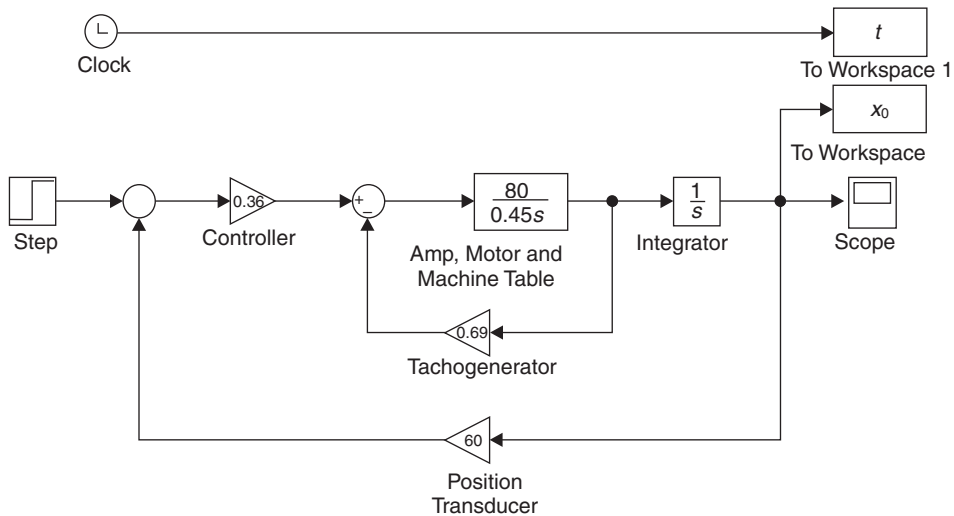 t
Clock
To Workspace 1
x₀
To Workspace
80
0.45s
1
s
0.36
+
−
Step
Controller
Amp, Motor and
Machine Table
Integrator
Scope
0.69
Tachogenerator
60
Position
Transducer